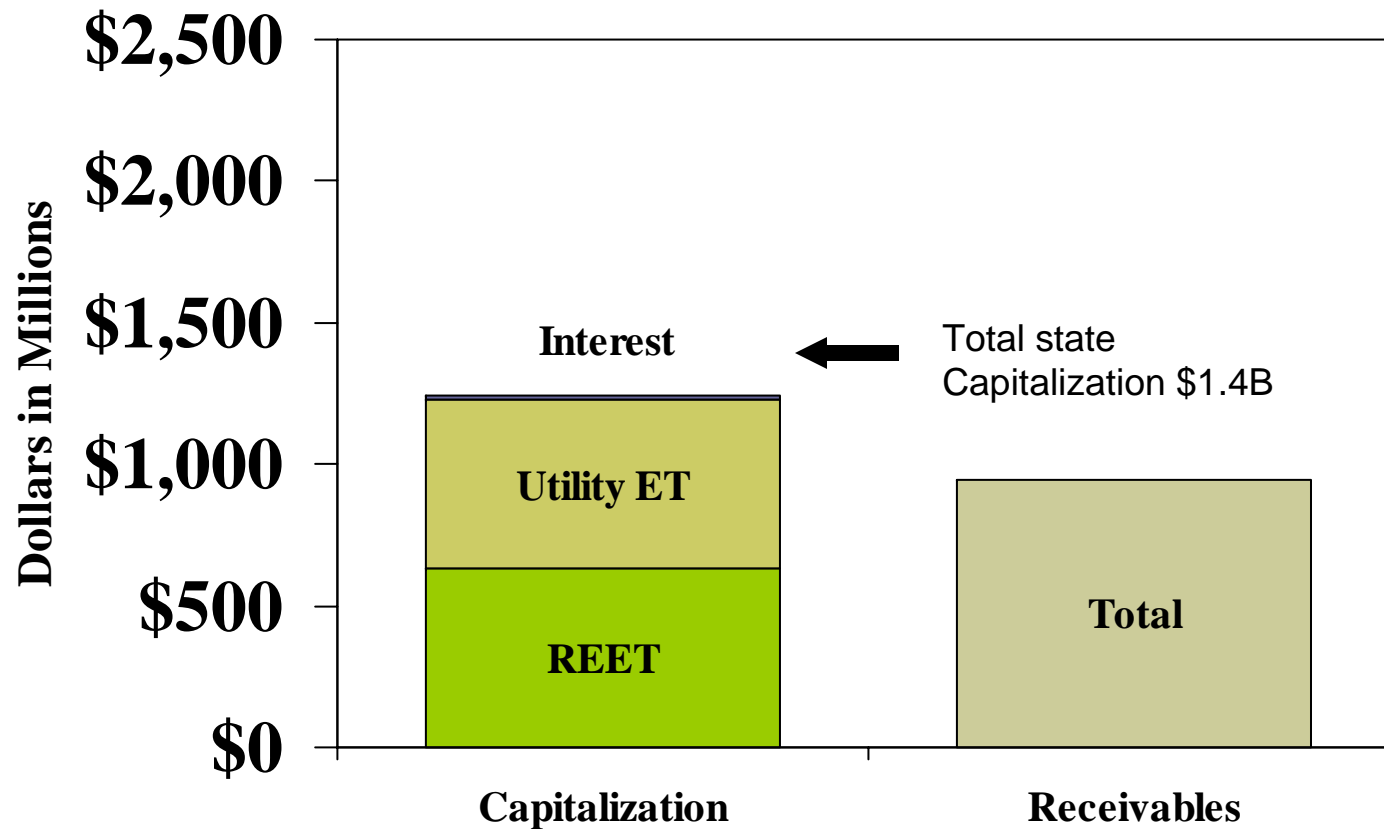 $2,500
$2,000
$1,500
$1,000
$500
$0
Dollars in Millions
Interest
Utility ET
REET
Total state
Capitalization $1.4B
Total
Capitalization
Receivables